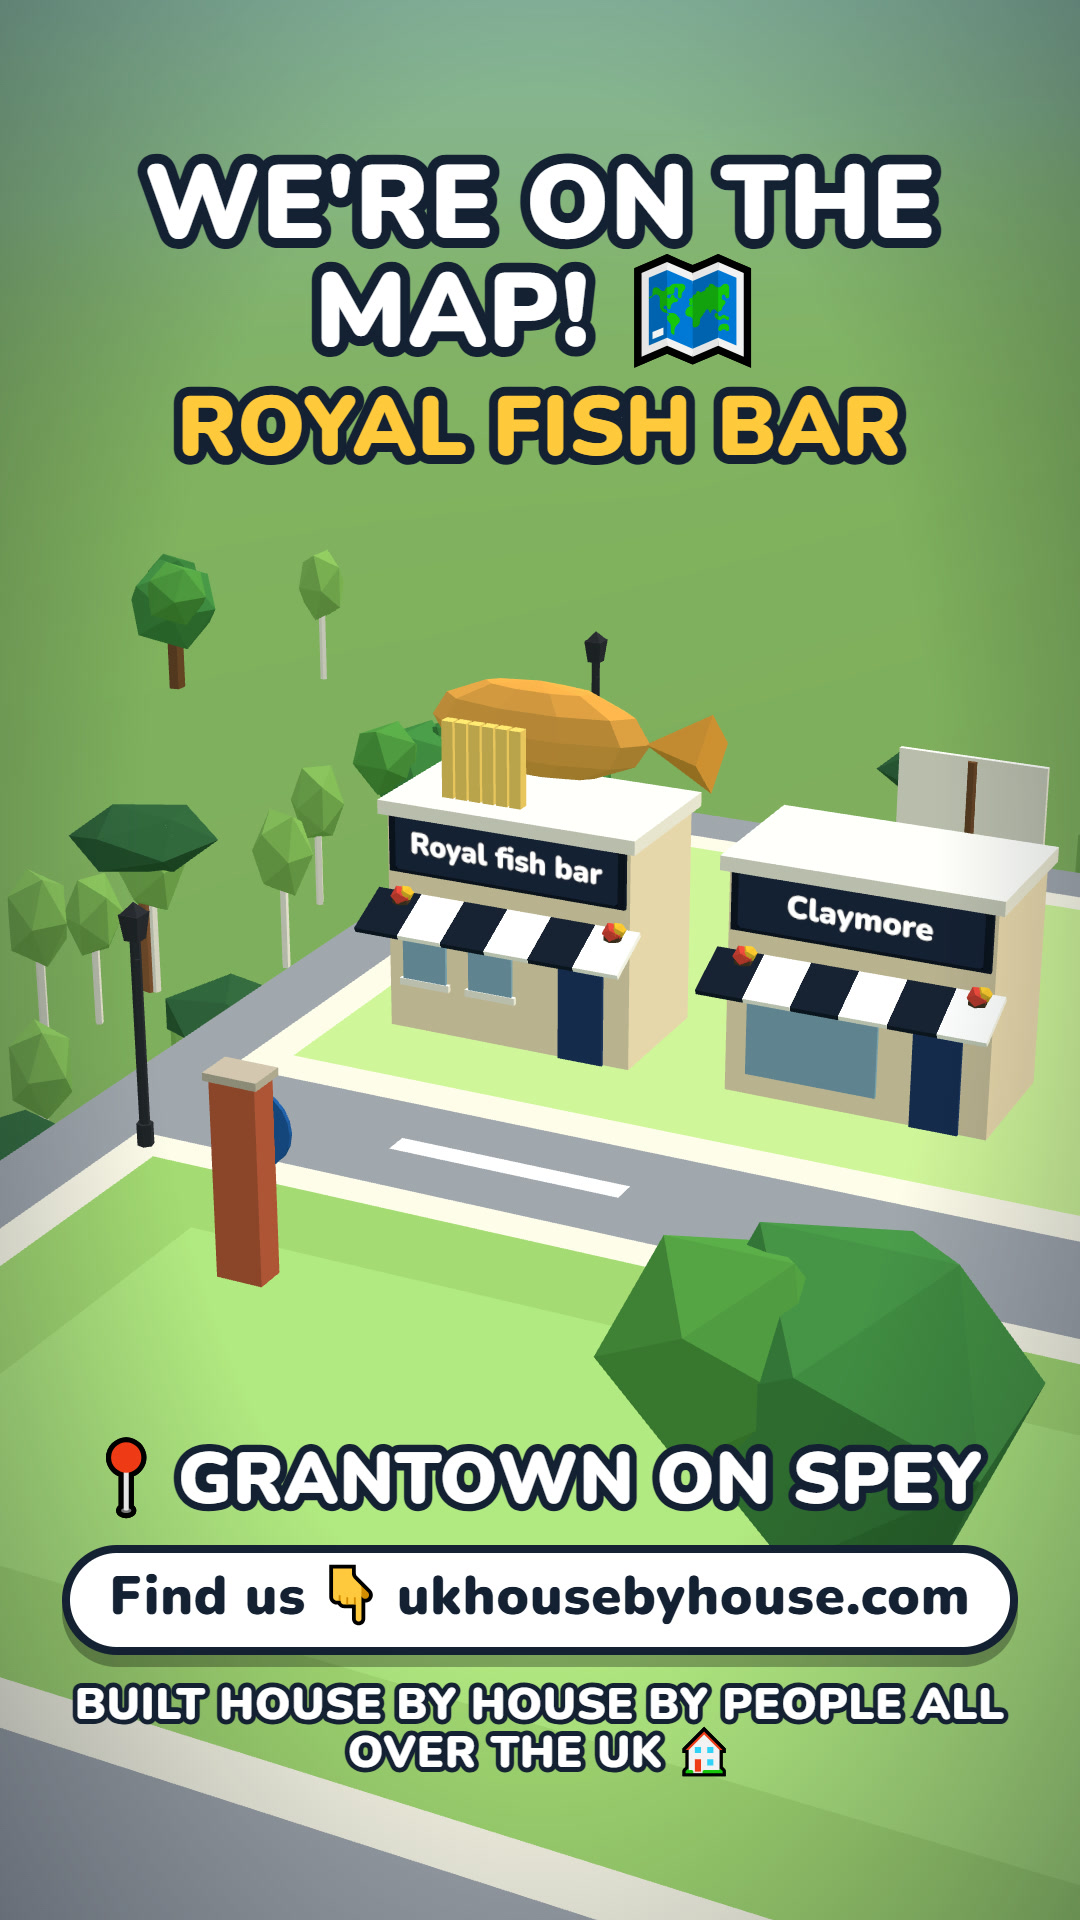 WE'RE ON THE
MAP! 🗺️
ROYAL FISH BAR
Royal fish bar
Claymore
📍 GRANTOWN ON SPEY
Find us 👇 ukhousebyhouse.com
BUILT HOUSE BY HOUSE BY PEOPLE ALL
OVER THE UK 🏠